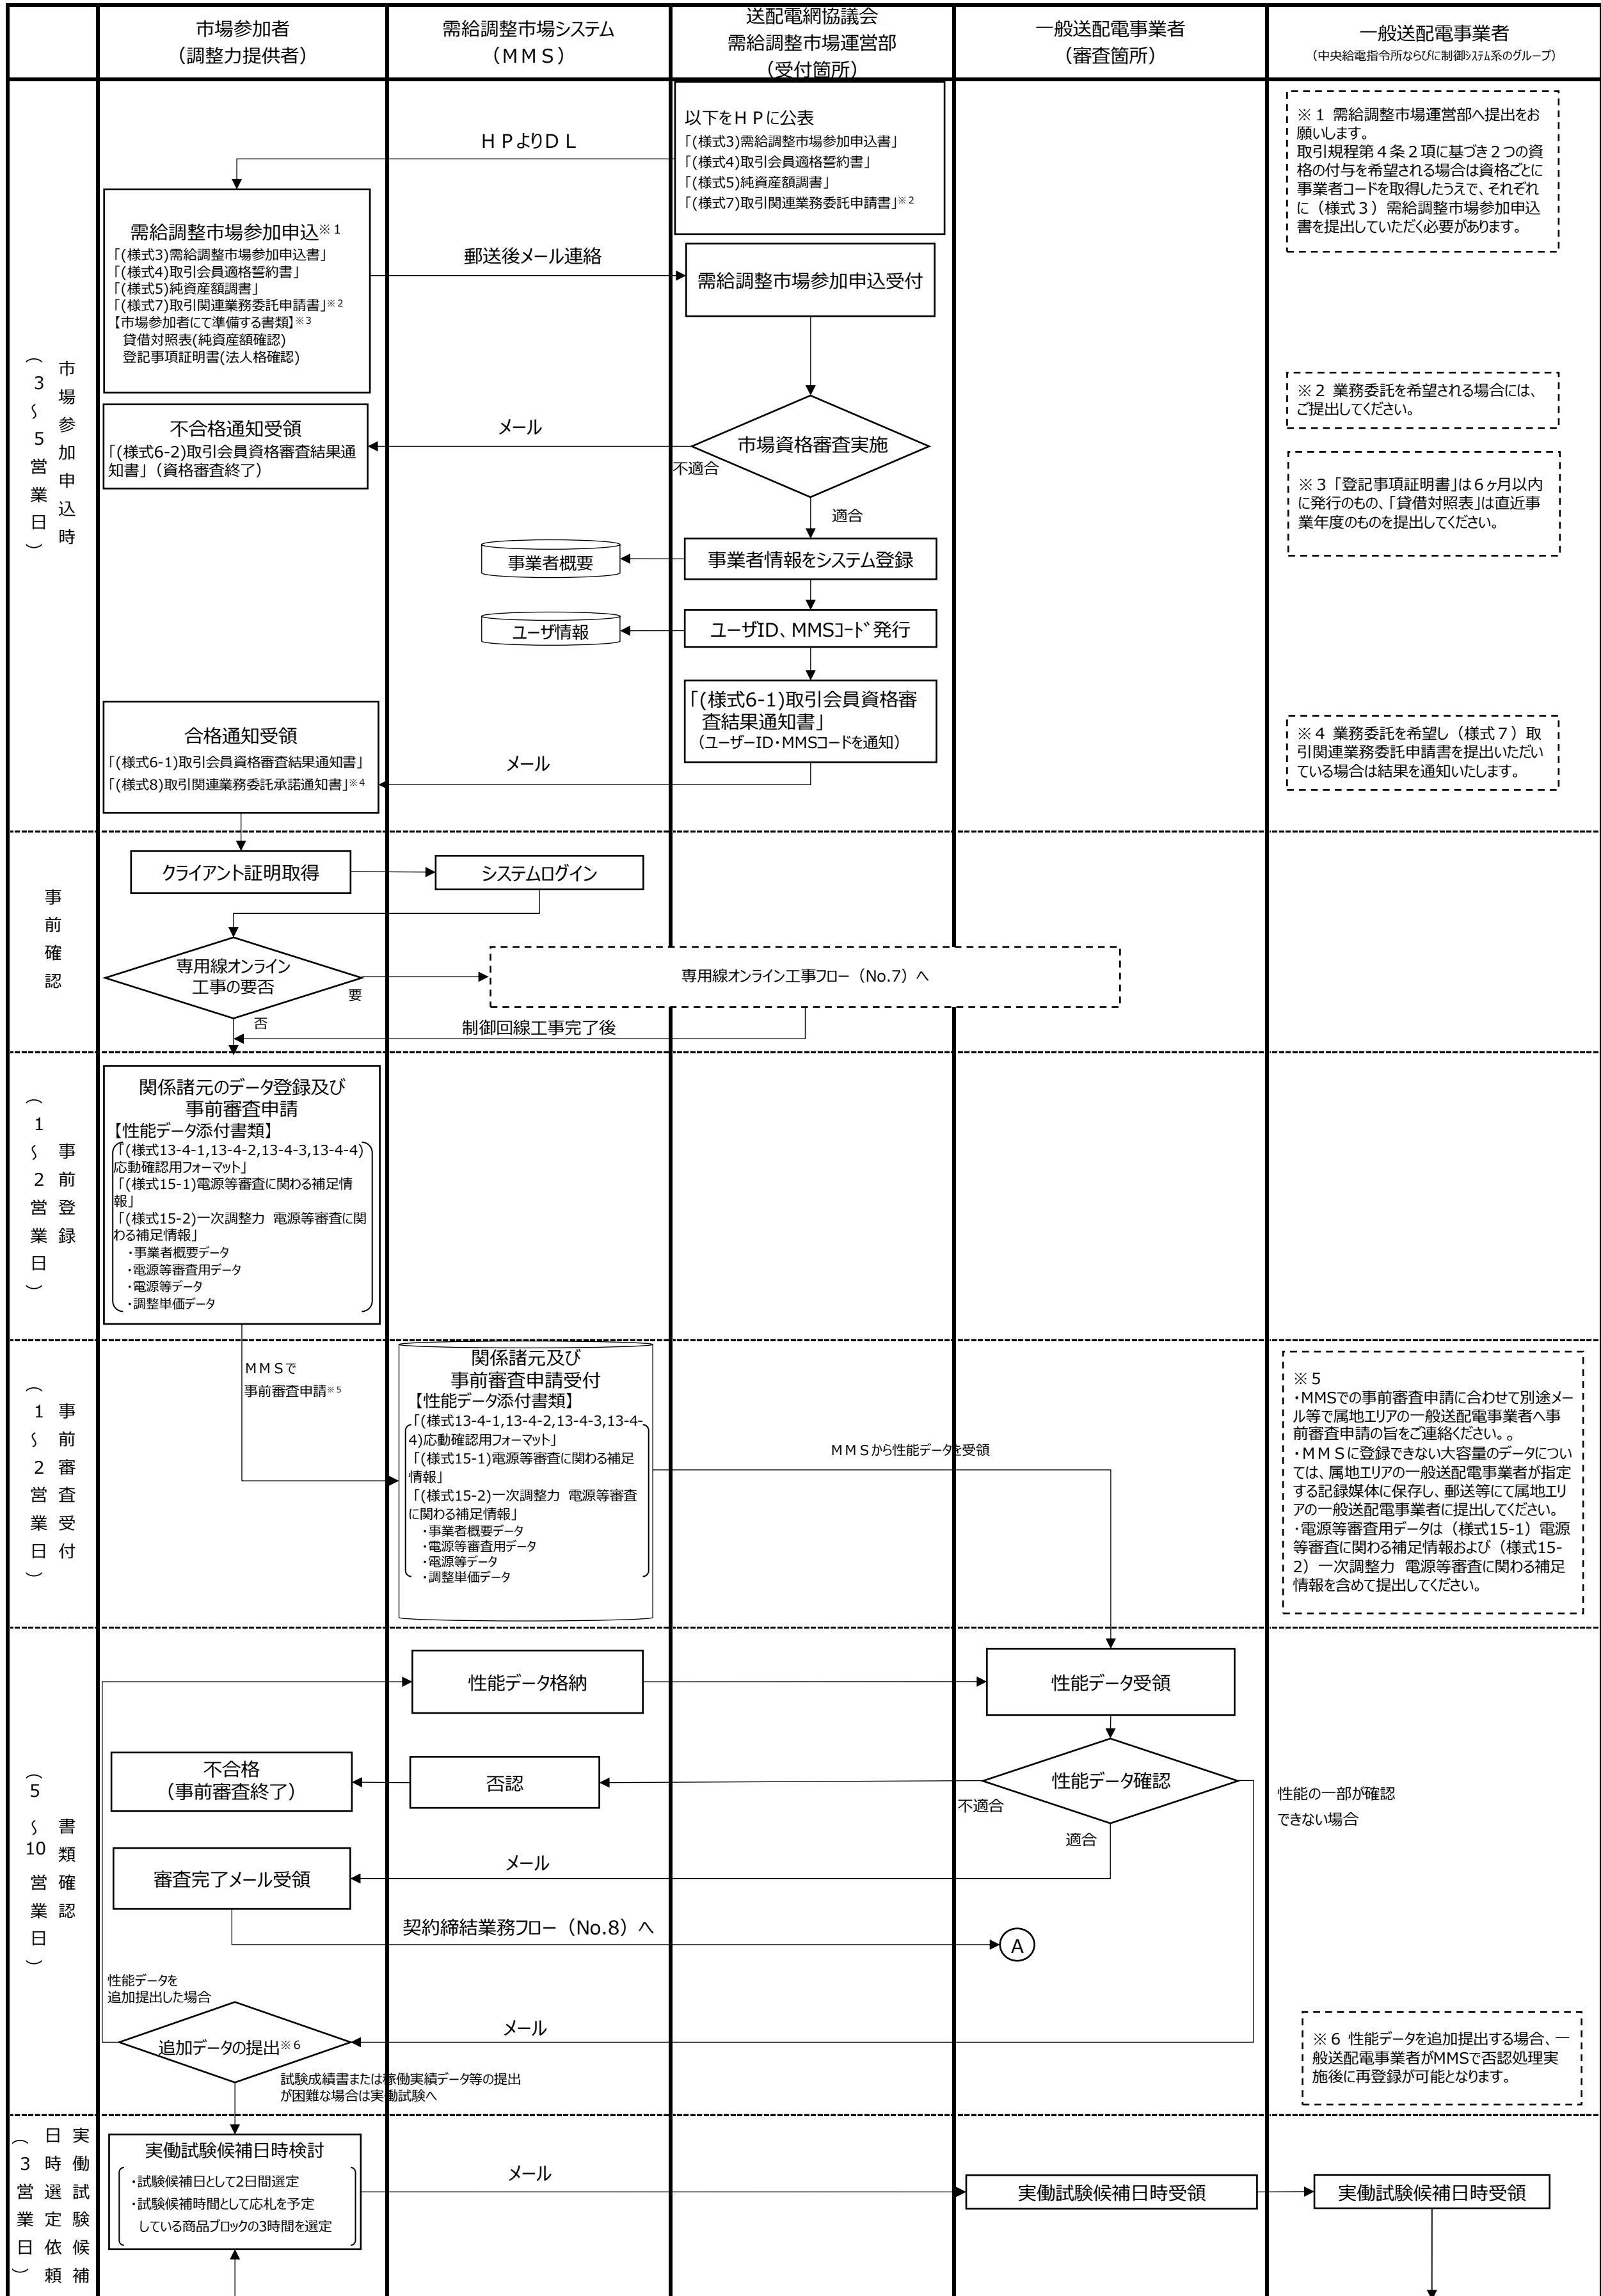 市場参加者
（調整力提供者）
需給調整市場システム
（ＭＭＳ）
送配電網協議会
需給調整市場運営部
（受付箇所）
一般送配電事業者
（審査箇所）
一般送配電事業者
（中央給電指令所ならびに制御ｼｽﾃﾑ系のグループ）
市場参加申込時
（３～５営業日）
以下をＨＰに公表
「(様式3)需給調整市場参加申込書」
「(様式4)取引会員適格誓約書」
「(様式5)純資産額調書」
「(様式7)取引関連業務委託申請書」※２
ＨＰよりＤＬ
需給調整市場参加申込※１
「(様式3)需給調整市場参加申込書」
「(様式4)取引会員適格誓約書」
「(様式5)純資産額調書」
「(様式7)取引関連業務委託申請書」※２
【市場参加者にて準備する書類】※３
貸借対照表(純資産額確認)
登記事項証明書(法人格確認)
郵送後メール連絡
需給調整市場参加申込受付
※１ 需給調整市場運営部へ提出をお
願いします。
取引規程第４条２項に基づき２つの資
格の付与を希望される場合は資格ごとに
事業者コードを取得したうえで、それぞれ
に（様式３）需給調整市場参加申込
書を提出していただく必要があります。
※２ 業務委託を希望される場合には、
ご提出してください。
不合格通知受領
「(様式6-2)取引会員資格審査結果通
知書」（資格審査終了）
メール
市場資格審査実施
不適合
適合
※３「登記事項証明書」は６ヶ月以内
に発行のもの、「貸借対照表」は直近事
業年度のものを提出してください。
事業者概要
事業者情報をシステム登録
ユーザ情報
ユーザID、MMSｺｰﾄﾞ発行
「(様式6-1)取引会員資格審
査結果通知書」
（ユーザーID・MMSコードを通知）
合格通知受領
「(様式6-1)取引会員資格審査結果通知書」
「(様式8)取引関連業務委託承諾通知書」※４
メール
※４ 業務委託を希望し（様式７）取
引関連業務委託申請書を提出いただい
ている場合は結果を通知いたします。
事前確認
クライアント証明取得
システムログイン
専用線オンライン
工事の要否
要
否
専用線オンライン工事フロー（No.7）へ
制御回線工事完了後
事前登録
（１～２営業日）
関係諸元のデータ登録及び
事前審査申請
【性能データ添付書類】
「(様式13-4-1,13-4-2,13-4-3,13-4-4)
応動確認用フォーマット」
「(様式15-1)電源等審査に関わる補足情
報」
「(様式15-2)一次調整力 電源等審査に関
わる補足情報」
・事業者概要データ
・電源等審査用データ
・電源等データ
・調整単価データ
事前審査受付
（１～２営業日）
ＭＭＳで
事前審査申請※５
関係諸元及び
事前審査申請受付
【性能データ添付書類】
「(様式13-4-1,13-4-2,13-4-3,13-4-
4)応動確認用フォーマット」
「(様式15-1)電源等審査に関わる補足
情報」
「(様式15-2)一次調整力 電源等審査
に関わる補足情報」
・事業者概要データ
・電源等審査用データ
・電源等データ
・調整単価データ
ＭＭＳから性能データを受領
※５
・MMSでの事前審査申請に合わせて別途メー
ル等で属地エリアの一般送配電事業者へ事
前審査申請の旨をご連絡ください。。
・ＭＭＳに登録できない大容量のデータについ
ては、属地エリアの一般送配電事業者が指定
する記録媒体に保存し、郵送等にて属地エリ
アの一般送配電事業者に提出してください。
・電源等審査用データは（様式15-1）電源
等審査に関わる補足情報および（様式15-
2）一次調整力 電源等審査に関わる補足
情報を含めて提出してください。
書類確認
（５～10営業日）
性能データ格納
性能データ受領
不合格
（事前審査終了）
否認
性能データ確認
不適合
適合
性能の一部が確認
できない場合
審査完了メール受領
メール
契約締結業務フロー（No.8）へ
A
性能データを
追加提出した場合
追加データの提出※６
メール
試験成績書または稼働実績データ等の提出
が困難な場合は実働試験へ
※６ 性能データを追加提出する場合、一
般送配電事業者がMMSで否認処理実
施後に再登録が可能となります。
実働試験候補
日時選定依頼
（３営業日）
実働試験候補日時検討
・試験候補日として2日間選定
・試験候補時間として応札を予定
している商品ブロックの3時間を選定
メール
実働試験候補日時受領
実働試験候補日時受領